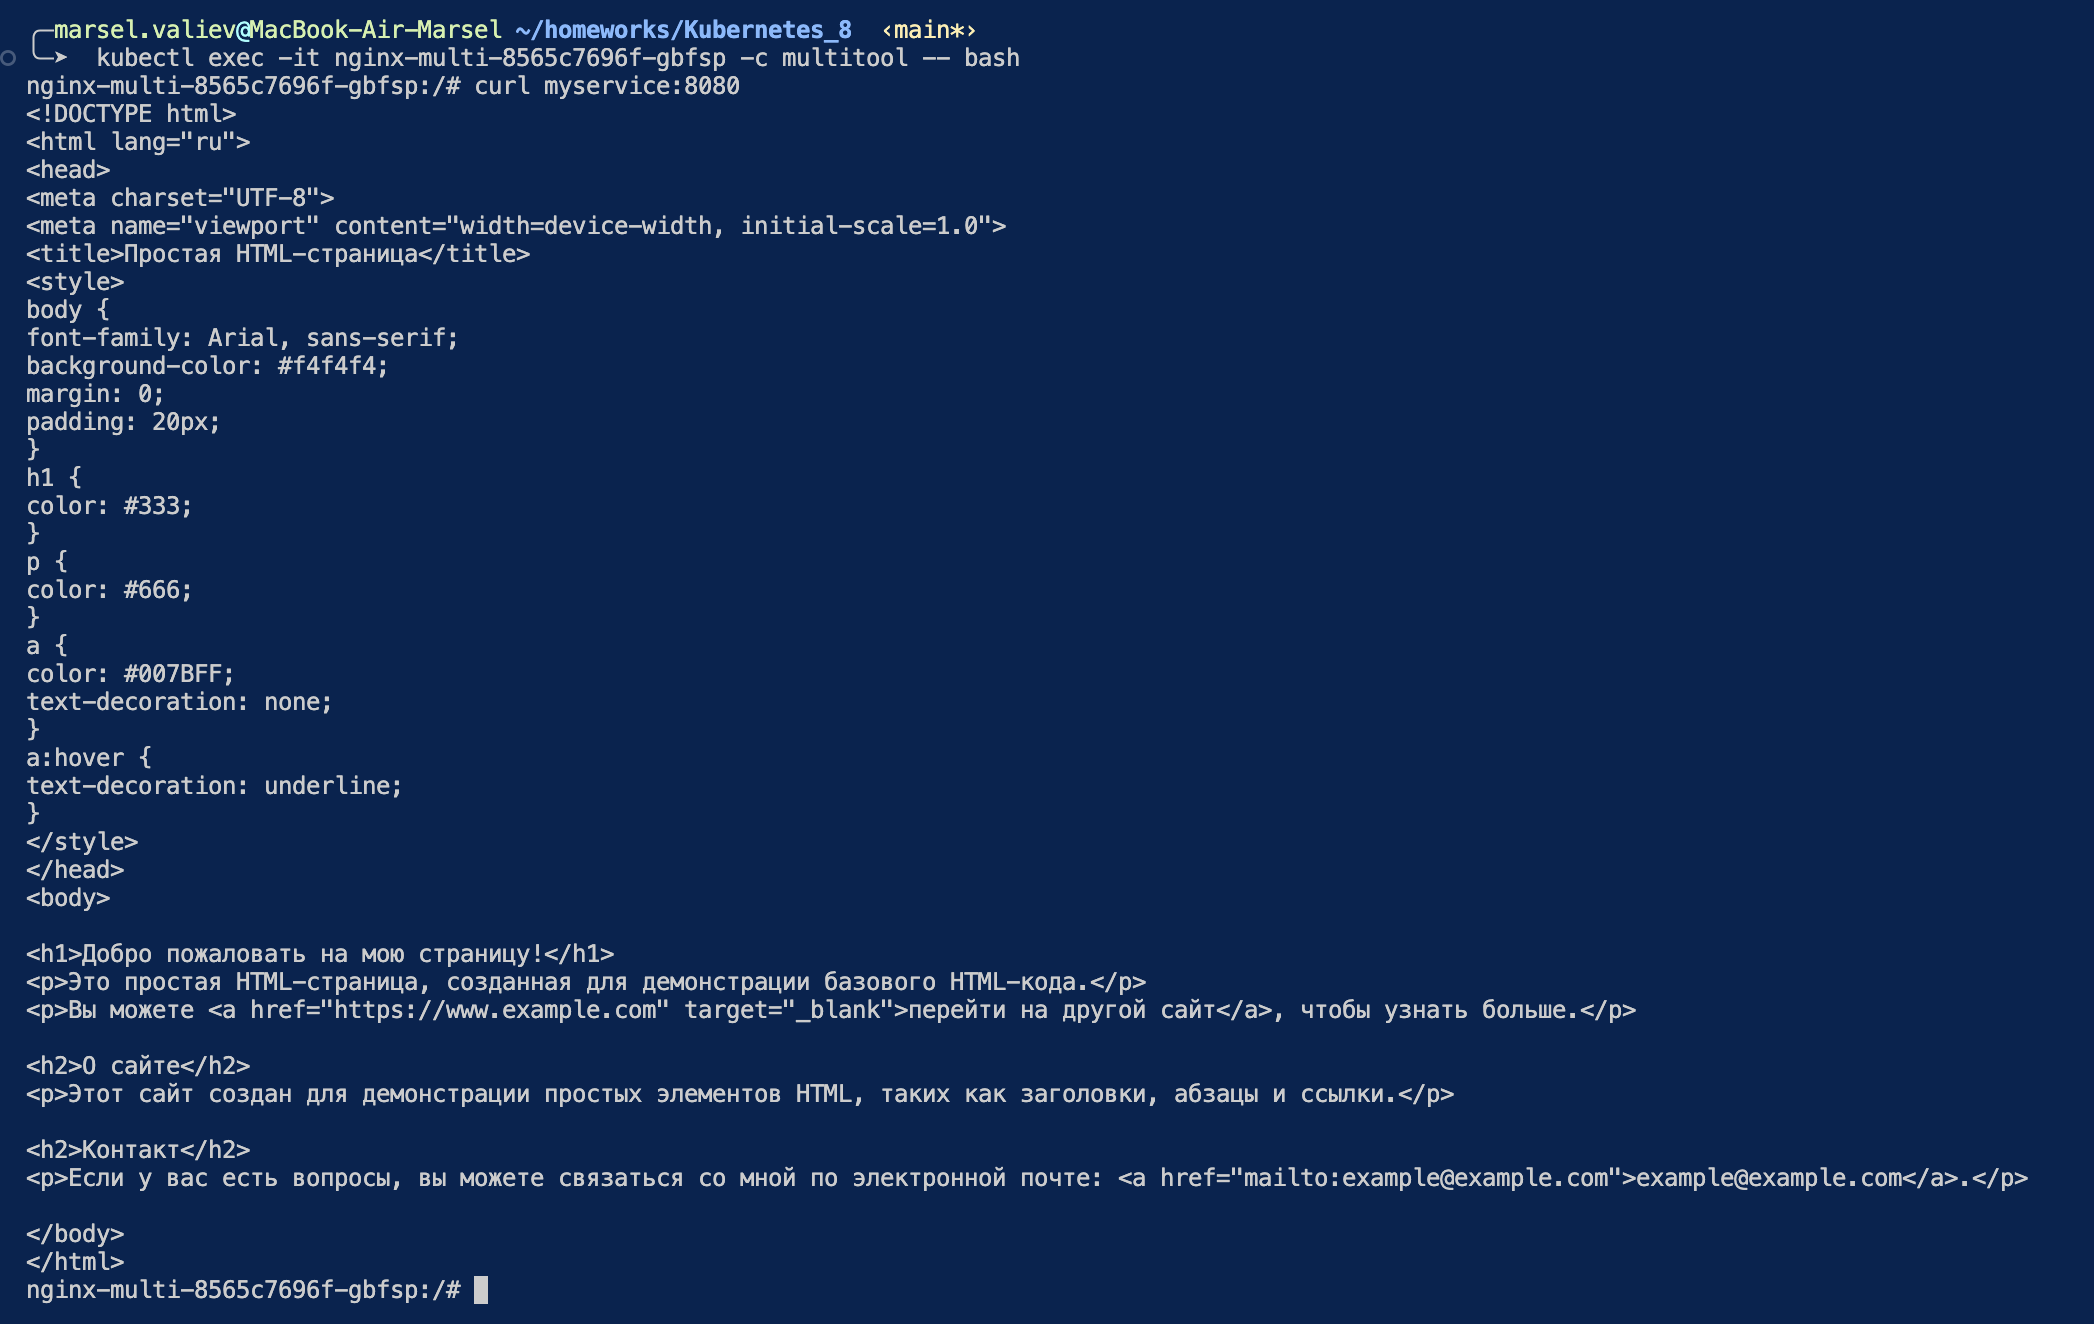 marsel.valiev@MacBook-Air-Marsel ~/homeworks/Kubernetes_8 ‹main*›
➤ kubectl exec -it nginx-multi-8565c7696f-gbfsp -c multitool -- bash
nginx-multi-8565c7696f-gbfsp:/# curl myservice:8080
<!DOCTYPE html>
<html lang="ru">
<head>
<meta charset="UTF-8">
<meta name="viewport" content="width=device-width, initial-scale=1.0">
<title>Простая HTML-страница</title>
<style>
body {
font-family: Arial, sans-serif;
background-color: #f4f4f4;
margin: 0;
padding: 20px;
}
h1 {
color: #333;
}
p {
color: #666;
}
a {
color: #007BFF;
text-decoration: none;
}
a:hover {
text-decoration: underline;
}
</style>
</head>
<body>
<h1>Добро пожаловать на мою страницу!</h1>
<p>Это простая HTML-страница, созданная для демонстрации базового HTML-кода.</p>
<p>Вы можете <a href="https://www.example.com" target="_blank">перейти на другой сайт</a>, чтобы узнать больше.</p>
<h2>О сайте</h2>
<p>Этот сайт создан для демонстрации простых элементов HTML, таких как заголовки, абзацы и ссылки.</p>
<h2>Контакт</h2>
<p>Если у вас есть вопросы, вы можете связаться со мной по электронной почте: <a href="mailto:example@example.com">example@example.com</a>.</p>
</body>
</html>
nginx-multi-8565c7696f-gbfsp:/#